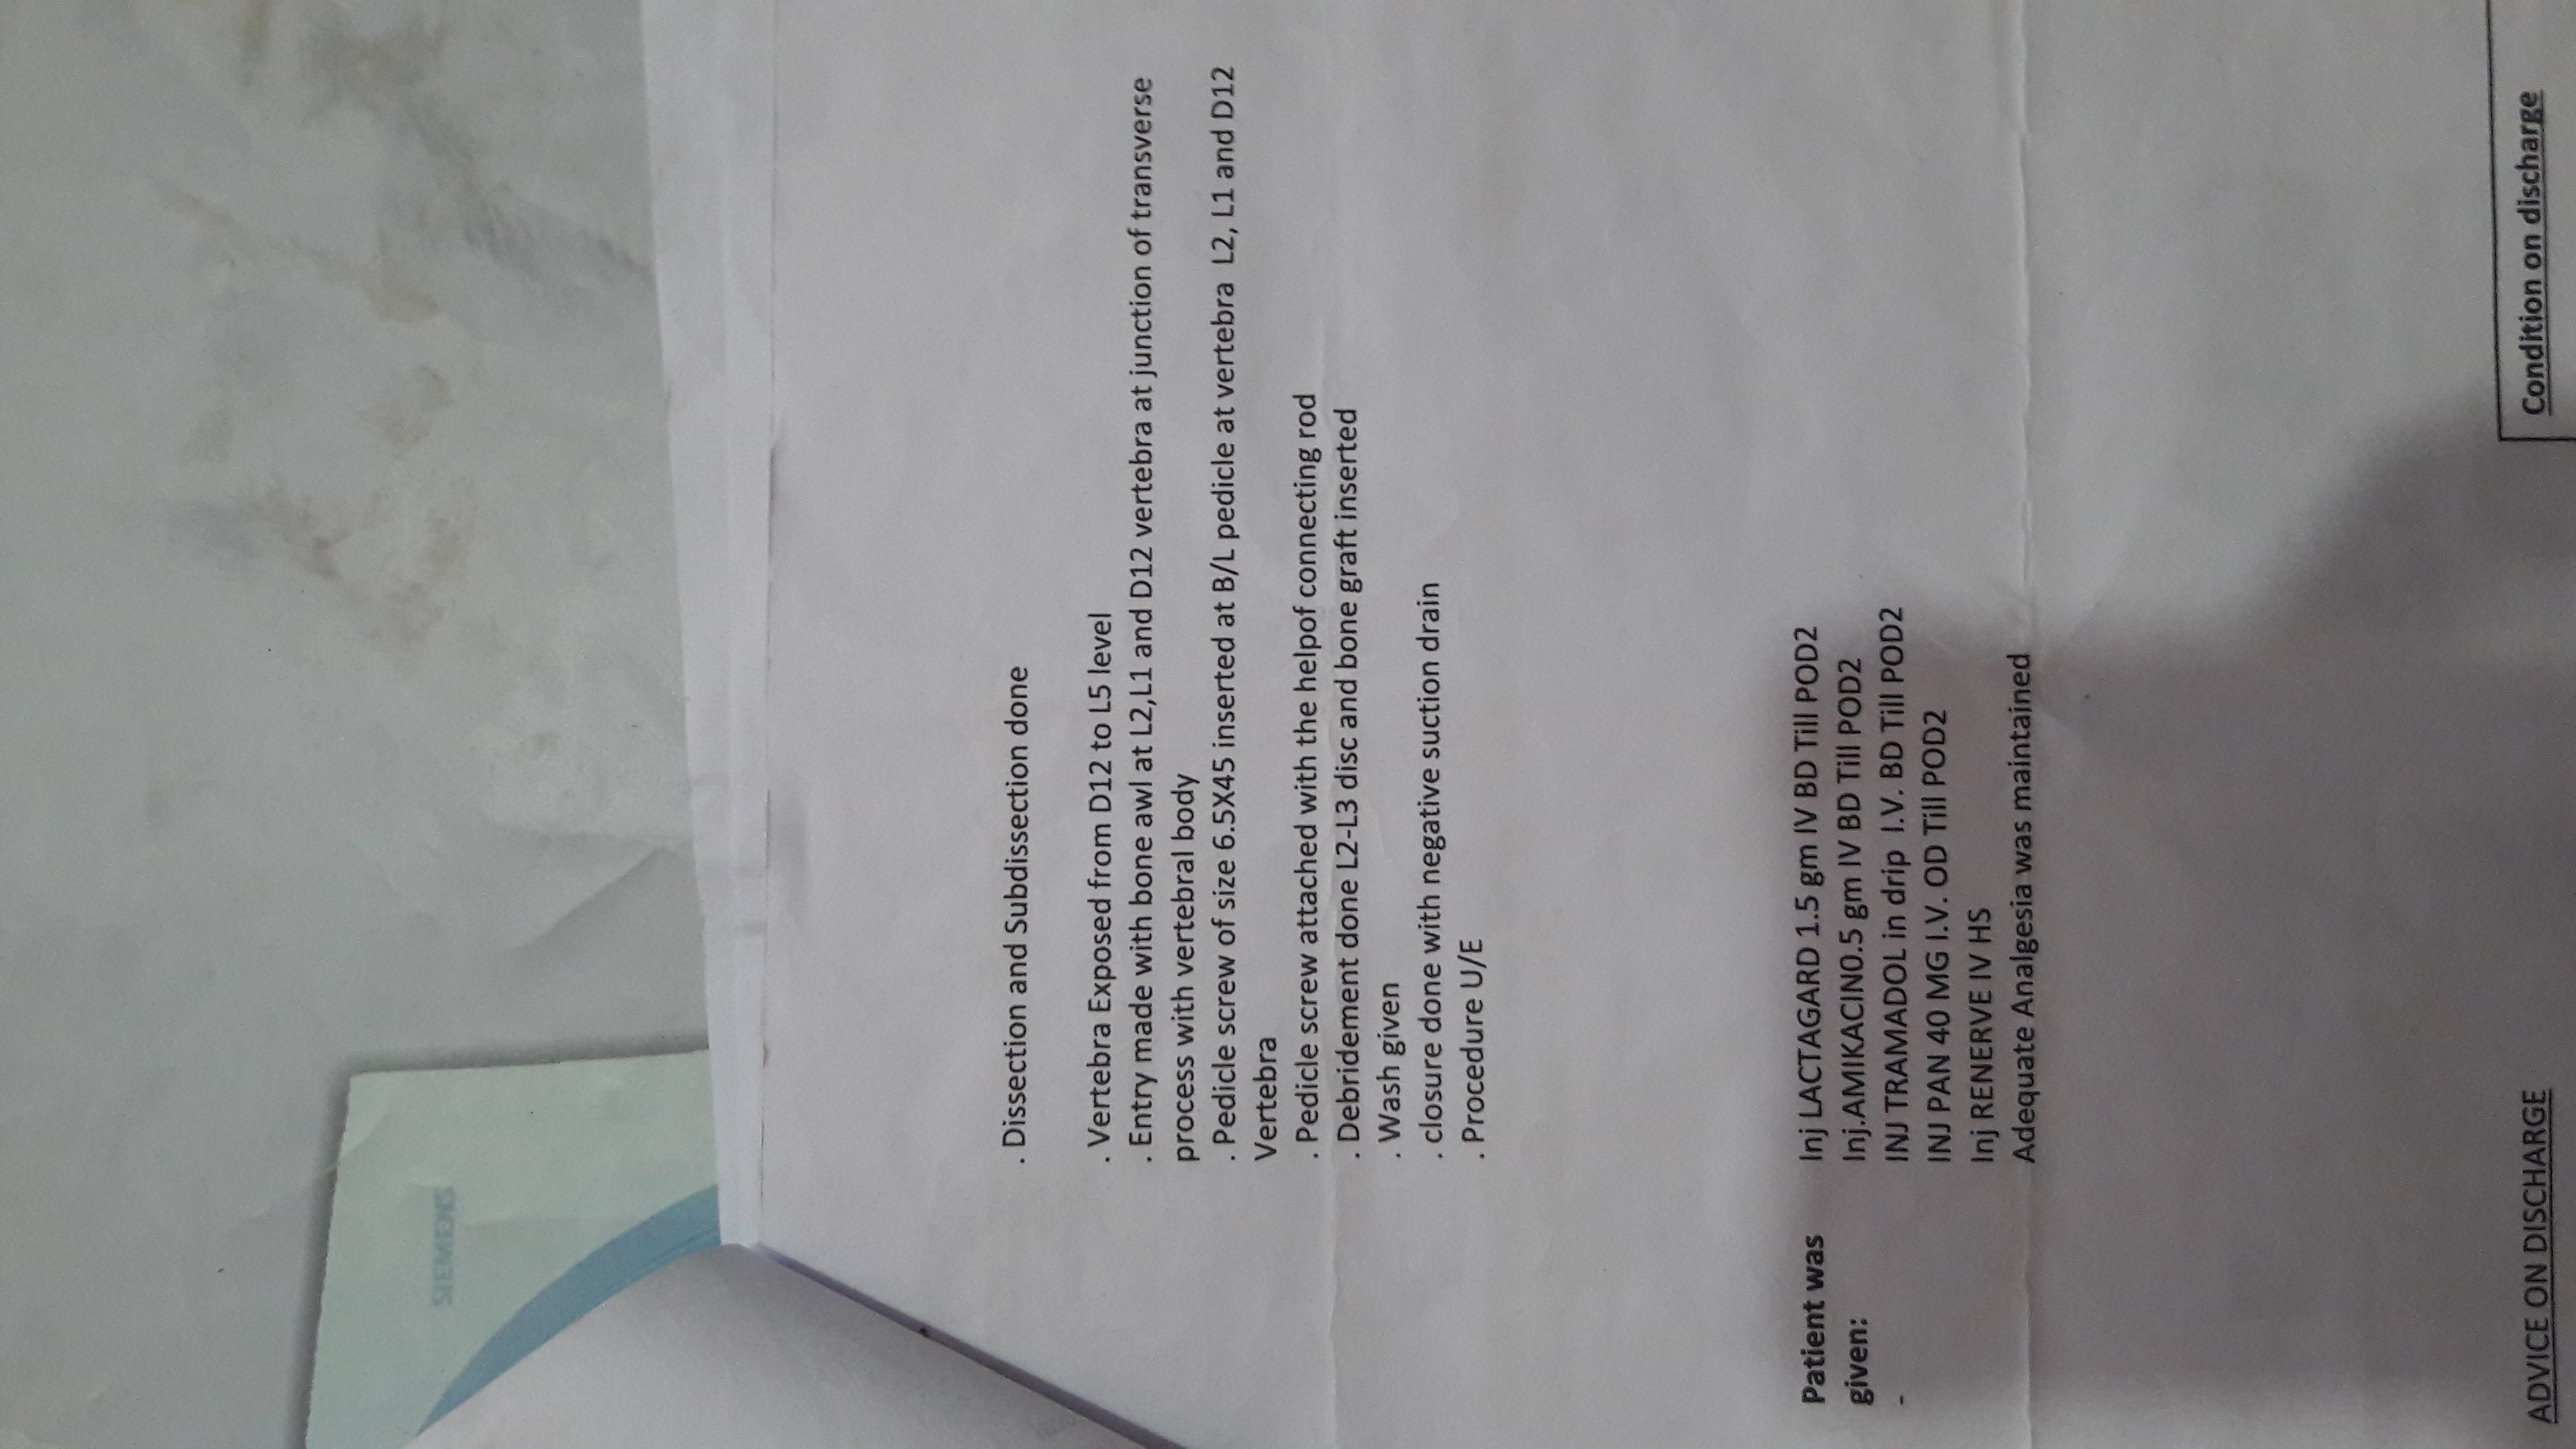 SIEMENS
. Dissection and Subdissection done
. Vertebra Exposed from D12 to L5 level
. Entry made with bone awl at L2,L1 and D12 vertebra at junction of transverse
process with vertebral body
. Pedicle screw of size 6.5X45 inserted at B/L pedicle at vertebra L2, L1 and D12
Vertebra
. Pedicle screw attached with the helpof connecting rod
. Debridement done L2-L3 disc and bone graft inserted
. Wash given
. closure done with negative suction drain
. Procedure U/E
Patient was Inj LACTAGARD 1.5 gm IV BD Till POD2
given: Inj.AMIKACIN0.5 gm IV BD Till POD2
- INJ TRAMADOL in drip I.V. BD Till POD2
INJ PAN 40 MG I.V. OD Till POD2
Inj RENERVE IV HS
Adequate Analgesia was maintained
ADVICE ON DISCHARGE
Condition on discharge